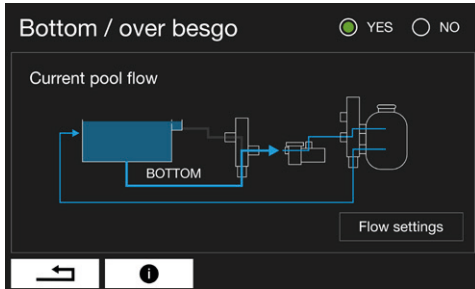 Bottom / over besgo
YES
NO
Current pool flow
BOTTOM
Flow settings